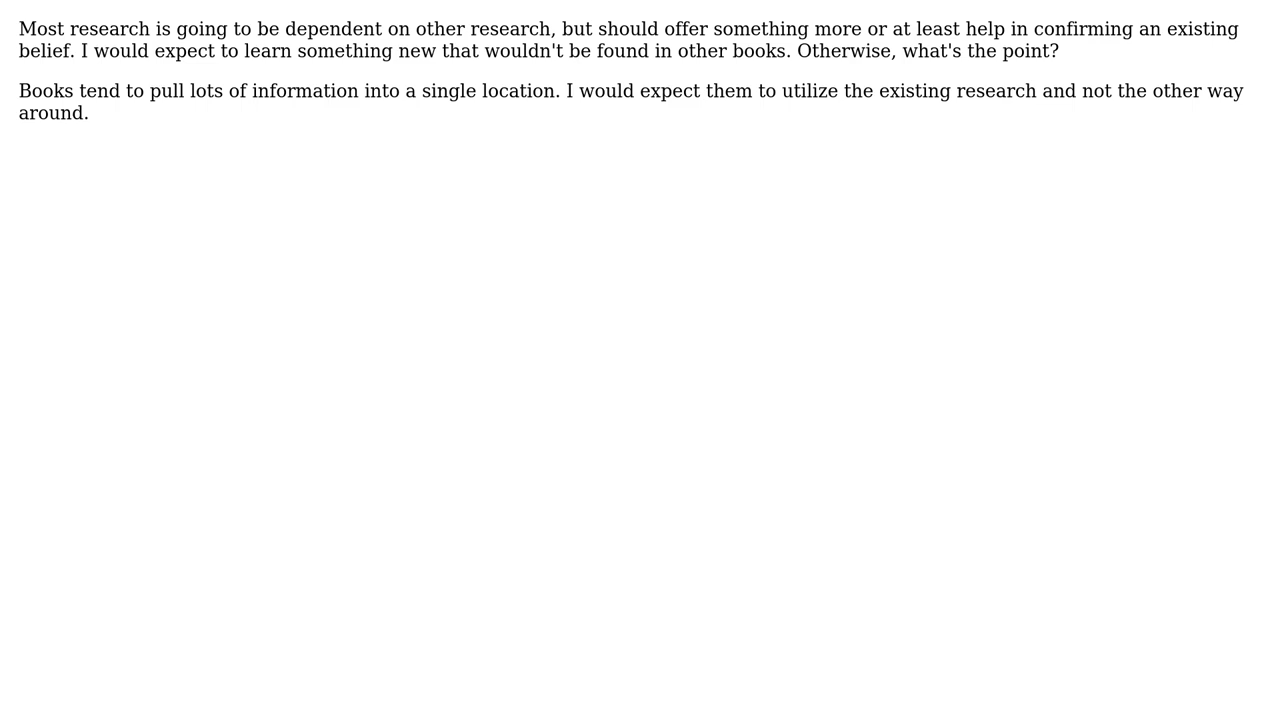 Most research is going to be dependent on other research, but should offer something more or at least help in confirming an existing
belief. I would expect to learn something new that wouldn't be found in other books. Otherwise, what's the point?
Books tend to pull lots of information into a single location. I would expect them to utilize the existing research and not the other way
around.